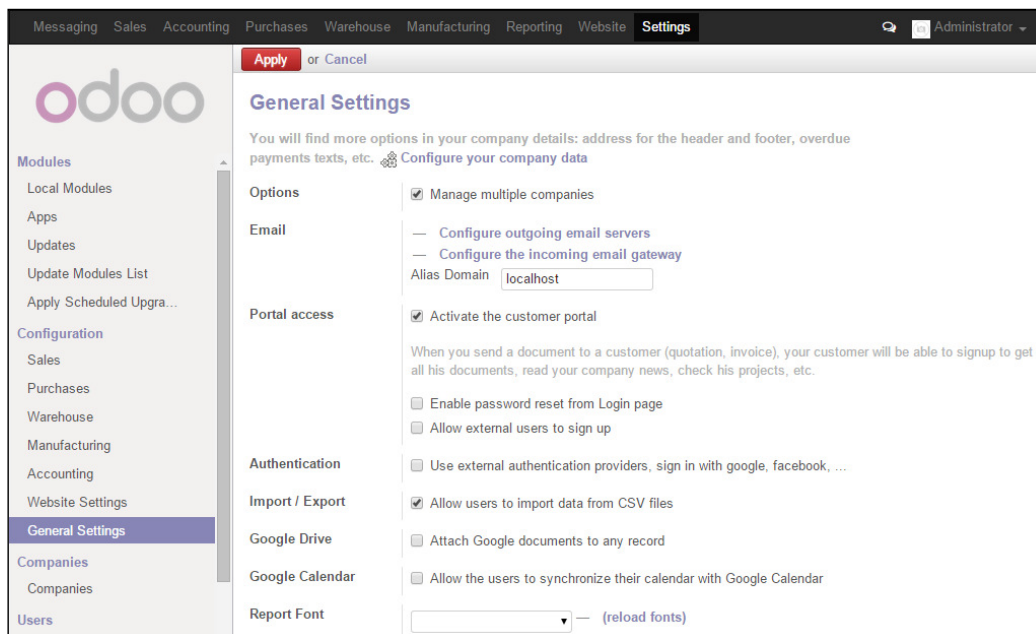 Messaging Sales Accounting Purchases Warehouse Manufacturing Reporting Website Settings Administrator
Apply or Cancel
odoo
Modules
Local Modules
Apps
Updates
Update Modules List
Apply Scheduled Upgra...
Configuration
Sales
Purchases
Warehouse
Manufacturing
Accounting
Website Settings
General Settings
Companies
Companies
Users
General Settings
You will find more options in your company details: address for the header and footer, overdue
payments texts, etc. Configure your company data
Options Manage multiple companies
Email — Configure outgoing email servers
— Configure the incoming email gateway
Alias Domain localhost
Portal access Activate the customer portal
When you send a document to a customer (quotation, invoice), your customer will be able to signup to get
all his documents, read your company news, check his projects, etc.
Enable password reset from Login page
Allow external users to sign up
Authentication Use external authentication providers, sign in with google, facebook, ...
Import / Export Allow users to import data from CSV files
Google Drive Attach Google documents to any record
Google Calendar Allow the users to synchronize their calendar with Google Calendar
Report Font — (reload fonts)